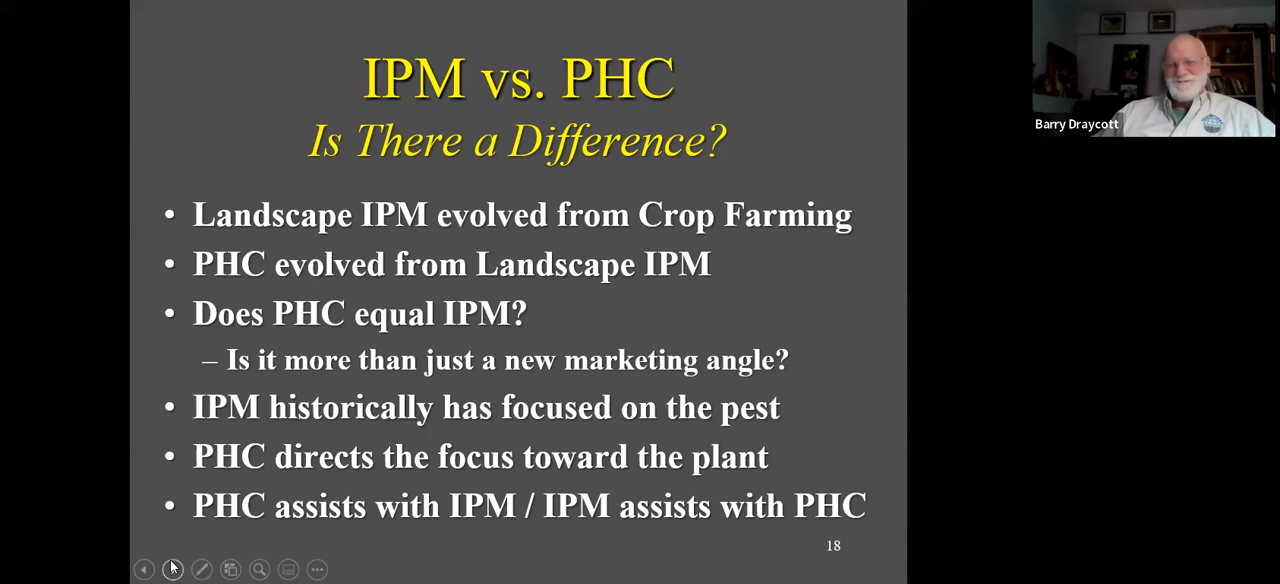 IPM vs. PHC
Is There a Difference?
• Landscape IPM evolved from Crop Farming
• PHC evolved from Landscape IPM
• Does PHC equal IPM?
– Is it more than just a new marketing angle?
• IPM historically has focused on the pest
• PHC directs the focus toward the plant
• PHC assists with IPM / IPM assists with PHC
18
Barry Draycott